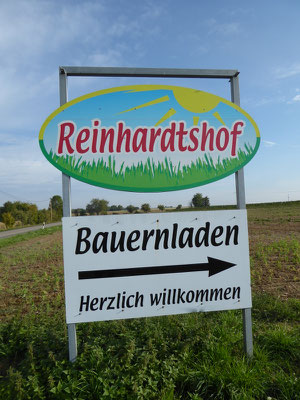 Reinhardtshof
Bauernladen
Herzlich willkommen